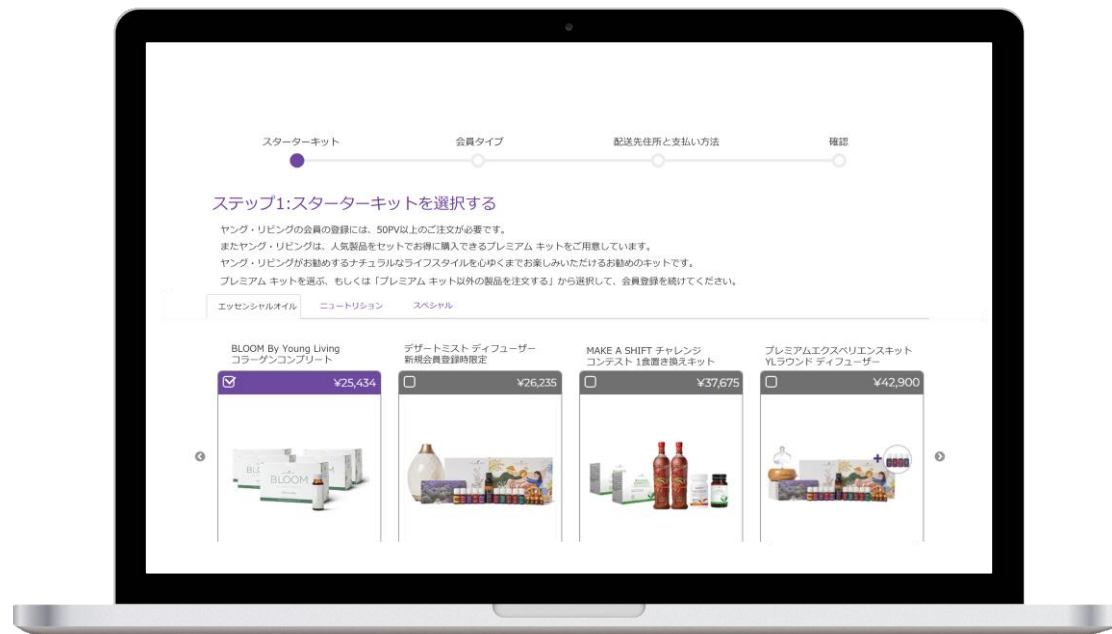 スターターキット
会員タイプ
配送先住所と支払い方法
確認
ステップ1:スターターキットを選択する
ヤング・リビングの会員の登録には、50PV以上のご注文が必要です。
またヤング・リビングは、人気製品をセットでお得に購入できるプレミアム キットをご用意しています。
ヤング・リビングがお勧めするナチュラルなライフスタイルを心ゆくまでお楽しみいただけるお勧めのキットです。
プレミアム キットを選ぶ、もしくは「プレミアム キット以外の製品を注文する」から選択して、会員登録を続けてください。
エッセンシャルオイル
ニュートリション
スペシャル
BLOOM By Young Living
コラーゲンコンプリート
¥25,434
BLOOM
デザートミスト ディフューザー
新規会員登録時限定
¥26,235
MAKE A SHIFT チャレンジ
コンテスト 1食置き換えキット
¥37,675
プレミアムエクスペリエンスキット
YLラウンド ディフューザー
¥42,900